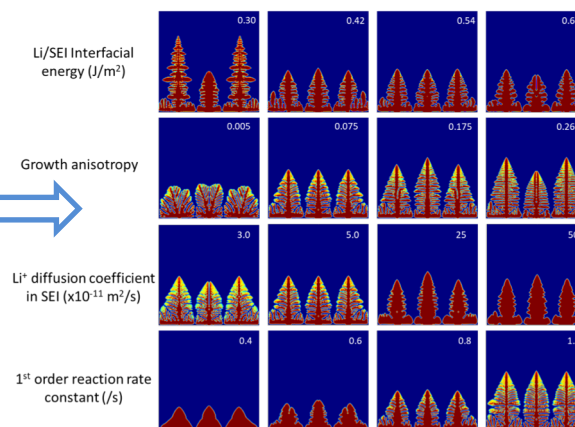 0.30 0.42 0.54
Li/SEI Interfacial
energy (J/m²)
0.005 0.075 0.175
Growth anisotropy
3.0 5.0 25
Li⁺ diffusion coefficient
in SEI (x10⁻¹¹ m²/s)
0.4 0.6 0.8
1ˢᵗ order reaction rate
constant (/s)